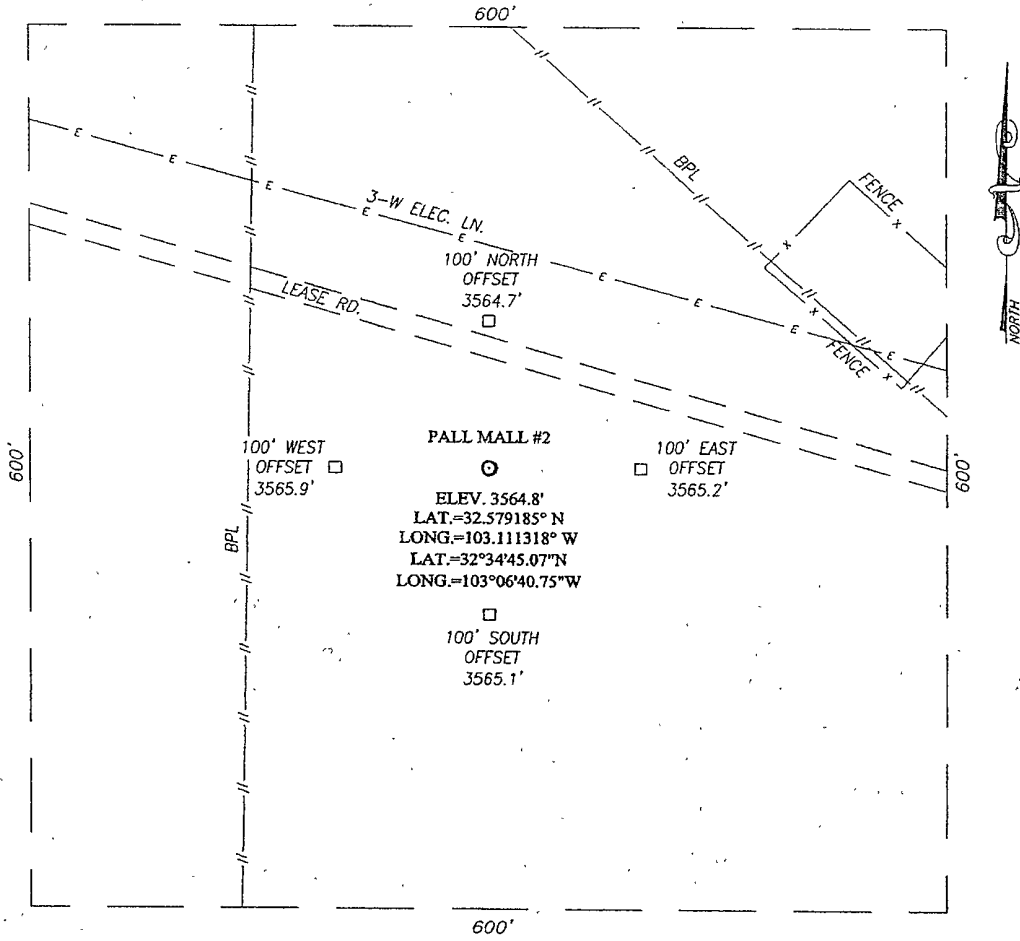 600'
BPL
FENCE
3-W ELEC. LN.
100' NORTH
OFFSET
3564.7'
LEASE RD.
FENCE
NORTH
600'
100' WEST
OFFSET
3565.9'
PALL MALL #2
ELEV. 3564.8'
LAT.=32.579185° N
LONG.=103.111318° W
LAT.=32°34'45.07"N
LONG.=103°06'40.75"W
100' EAST
OFFSET
3565.2'
600'
BPL
100' SOUTH
OFFSET
3565.1'
600'